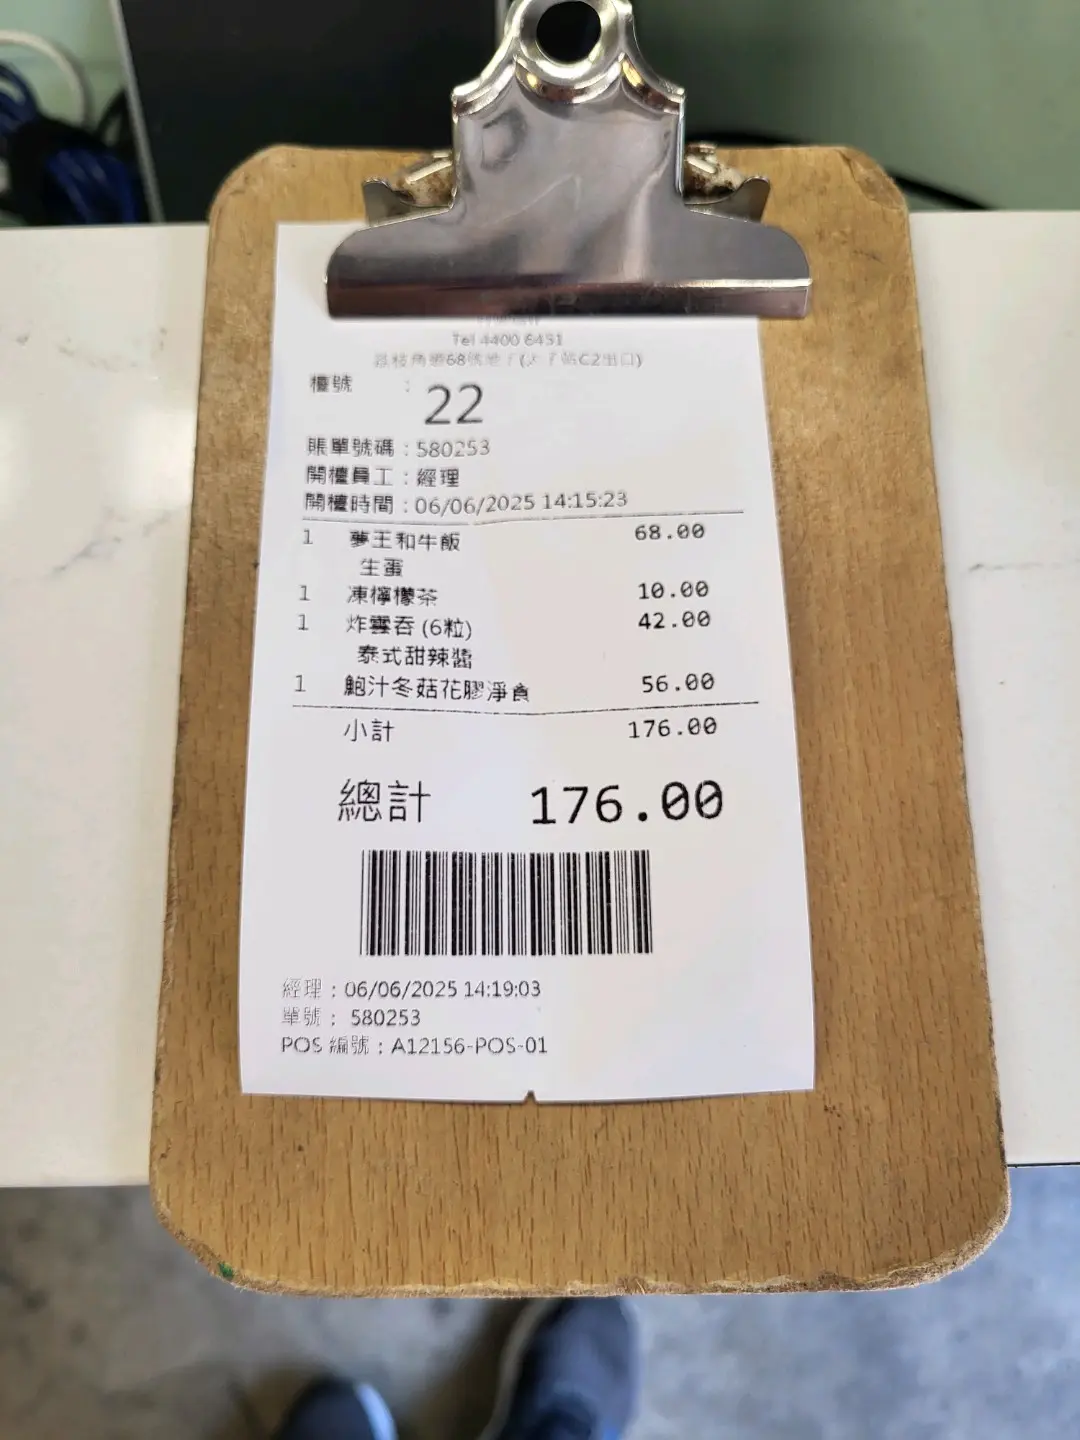 Tel 4400 6431
檯號 : 22
賬單號碼 : 580253
開檯員工 : 經理
開檯時間 : 06/06/2025 14:15:23
1 夢王和牛飯 68.00
生蛋
1 凍檸檬茶 10.00
1 炸雲吞 (6粒) 42.00
泰式甜辣醬
1 鮑汁冬菇花膠淨食 56.00
小計 176.00
總計 176.00
經理 : 06/06/2025 14:19:03
單號 : 580253
POS 編號 : A12156-POS-01